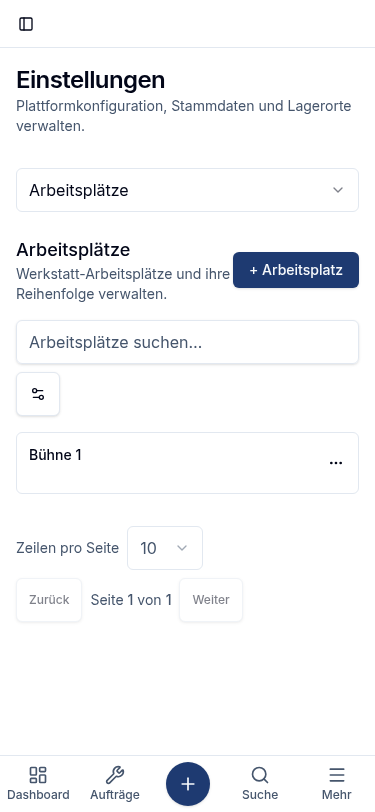 Einstellungen
Plattformkonfiguration, Stammdaten und Lagerorte
verwalten.
Arbeitsplätze
Arbeitsplätze
Werkstatt-Arbeitsplätze und ihre
Reihenfolge verwalten.
+ Arbeitsplatz
Arbeitsplätze suchen...
Bühne 1
Zeilen pro Seite 10
Zurück Seite 1 von 1 Weiter
Dashboard Aufträge Suche Mehr